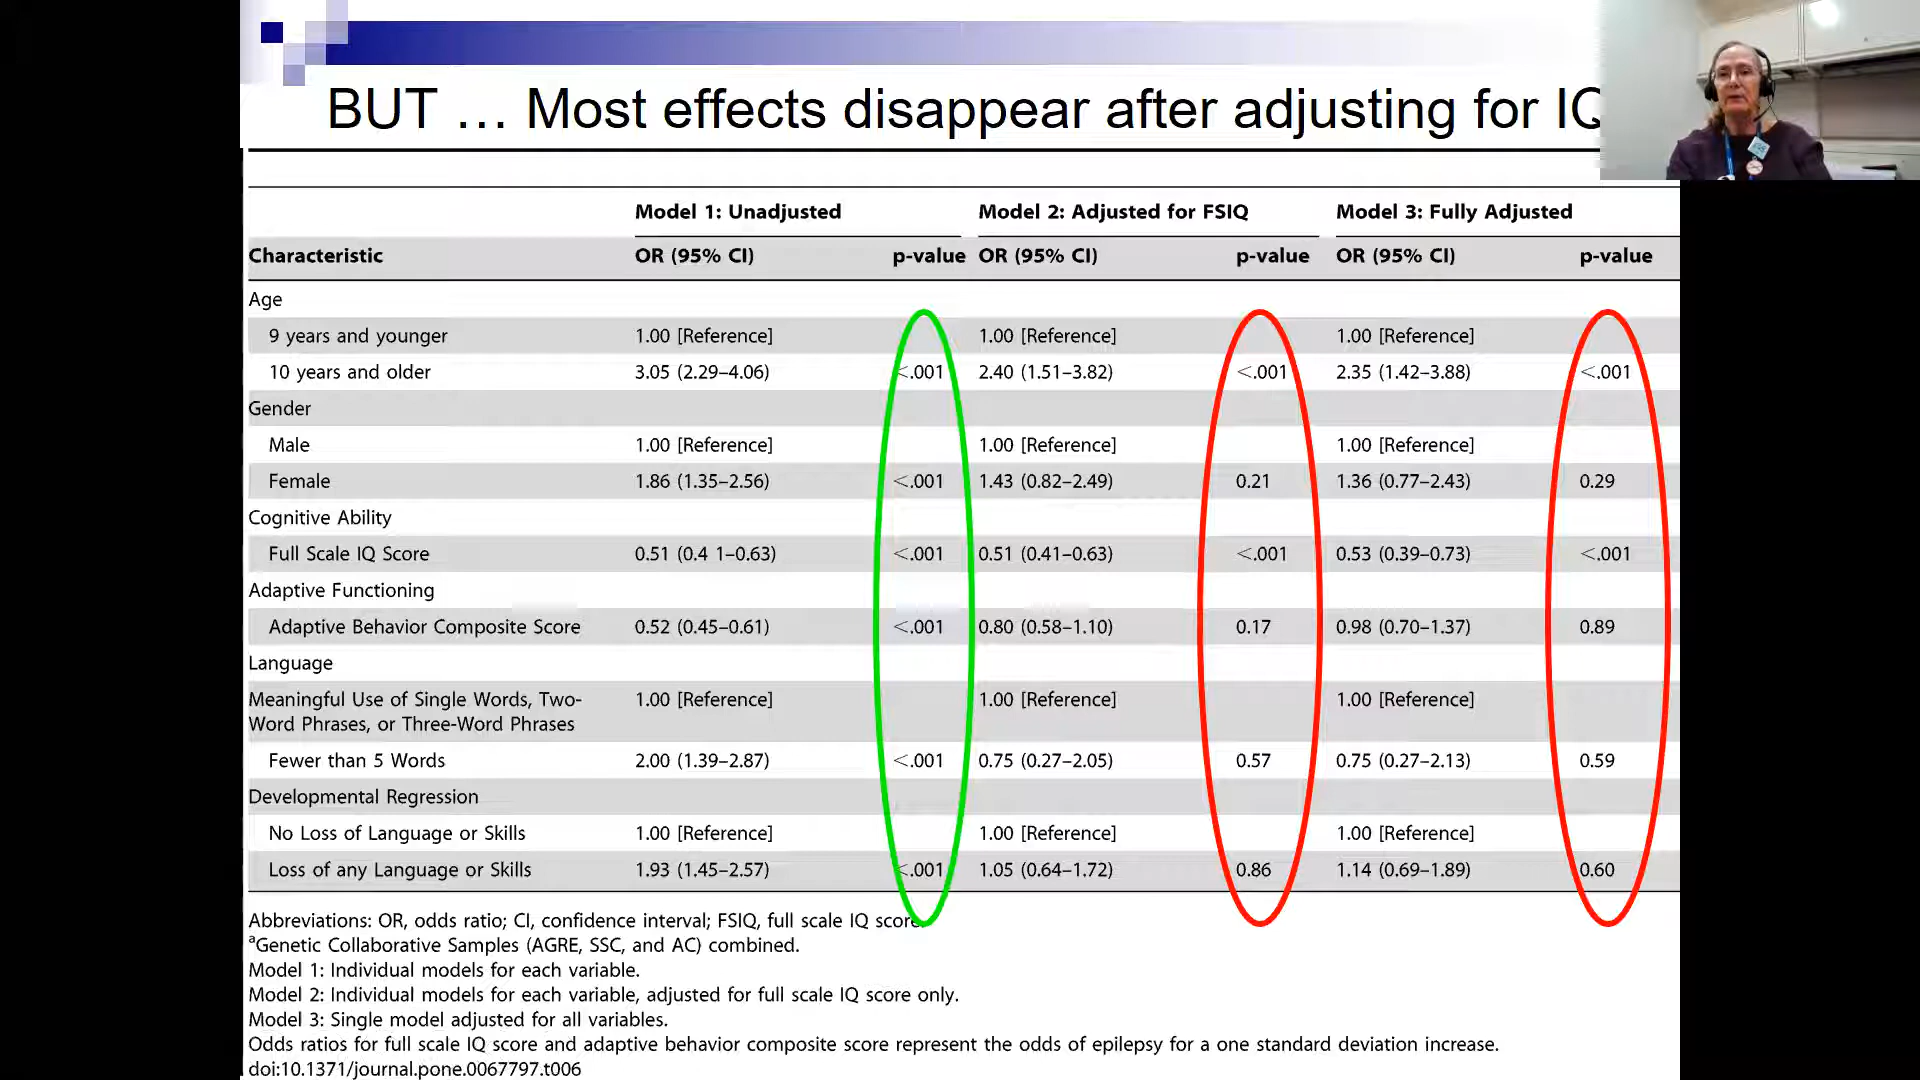 BUT … Most effects disappear after adjusting for IQ
Model 1: Unadjusted Model 2: Adjusted for FSIQ Model 3: Fully Adjusted
Characteristic OR (95% CI) p-value OR (95% CI) p-value OR (95% CI) p-value
Age
9 years and younger 1.00 [Reference] 1.00 [Reference] 1.00 [Reference]
10 years and older 3.05 (2.29–4.06) <.001 2.40 (1.51–3.82) <.001 2.35 (1.42–3.88) <.001
Gender
Male 1.00 [Reference] 1.00 [Reference] 1.00 [Reference]
Female 1.86 (1.35–2.56) <.001 1.43 (0.82–2.49) 0.21 1.36 (0.77–2.43) 0.29
Cognitive Ability
Full Scale IQ Score 0.51 (0.4 1–0.63) <.001 0.51 (0.41–0.63) <.001 0.53 (0.39–0.73) <.001
Adaptive Functioning
Adaptive Behavior Composite Score 0.52 (0.45–0.61) <.001 0.80 (0.58–1.10) 0.17 0.98 (0.70–1.37) 0.89
Language
Meaningful Use of Single Words, Two- 1.00 [Reference] 1.00 [Reference] 1.00 [Reference]
Word Phrases, or Three-Word Phrases
Fewer than 5 Words 2.00 (1.39–2.87) <.001 0.75 (0.27–2.05) 0.57 0.75 (0.27–2.13) 0.59
Developmental Regression
No Loss of Language or Skills 1.00 [Reference] 1.00 [Reference] 1.00 [Reference]
Loss of any Language or Skills 1.93 (1.45–2.57) <.001 1.05 (0.64–1.72) 0.86 1.14 (0.69–1.89) 0.60
Abbreviations: OR, odds ratio; CI, confidence interval; FSIQ, full scale IQ score.
aGenetic Collaborative Samples (AGRE, SSC, and AC) combined.
Model 1: Individual models for each variable.
Model 2: Individual models for each variable, adjusted for full scale IQ score only.
Model 3: Single model adjusted for all variables.
Odds ratios for full scale IQ score and adaptive behavior composite score represent the odds of epilepsy for a one standard deviation increase.
doi:10.1371/journal.pone.0067797.t006